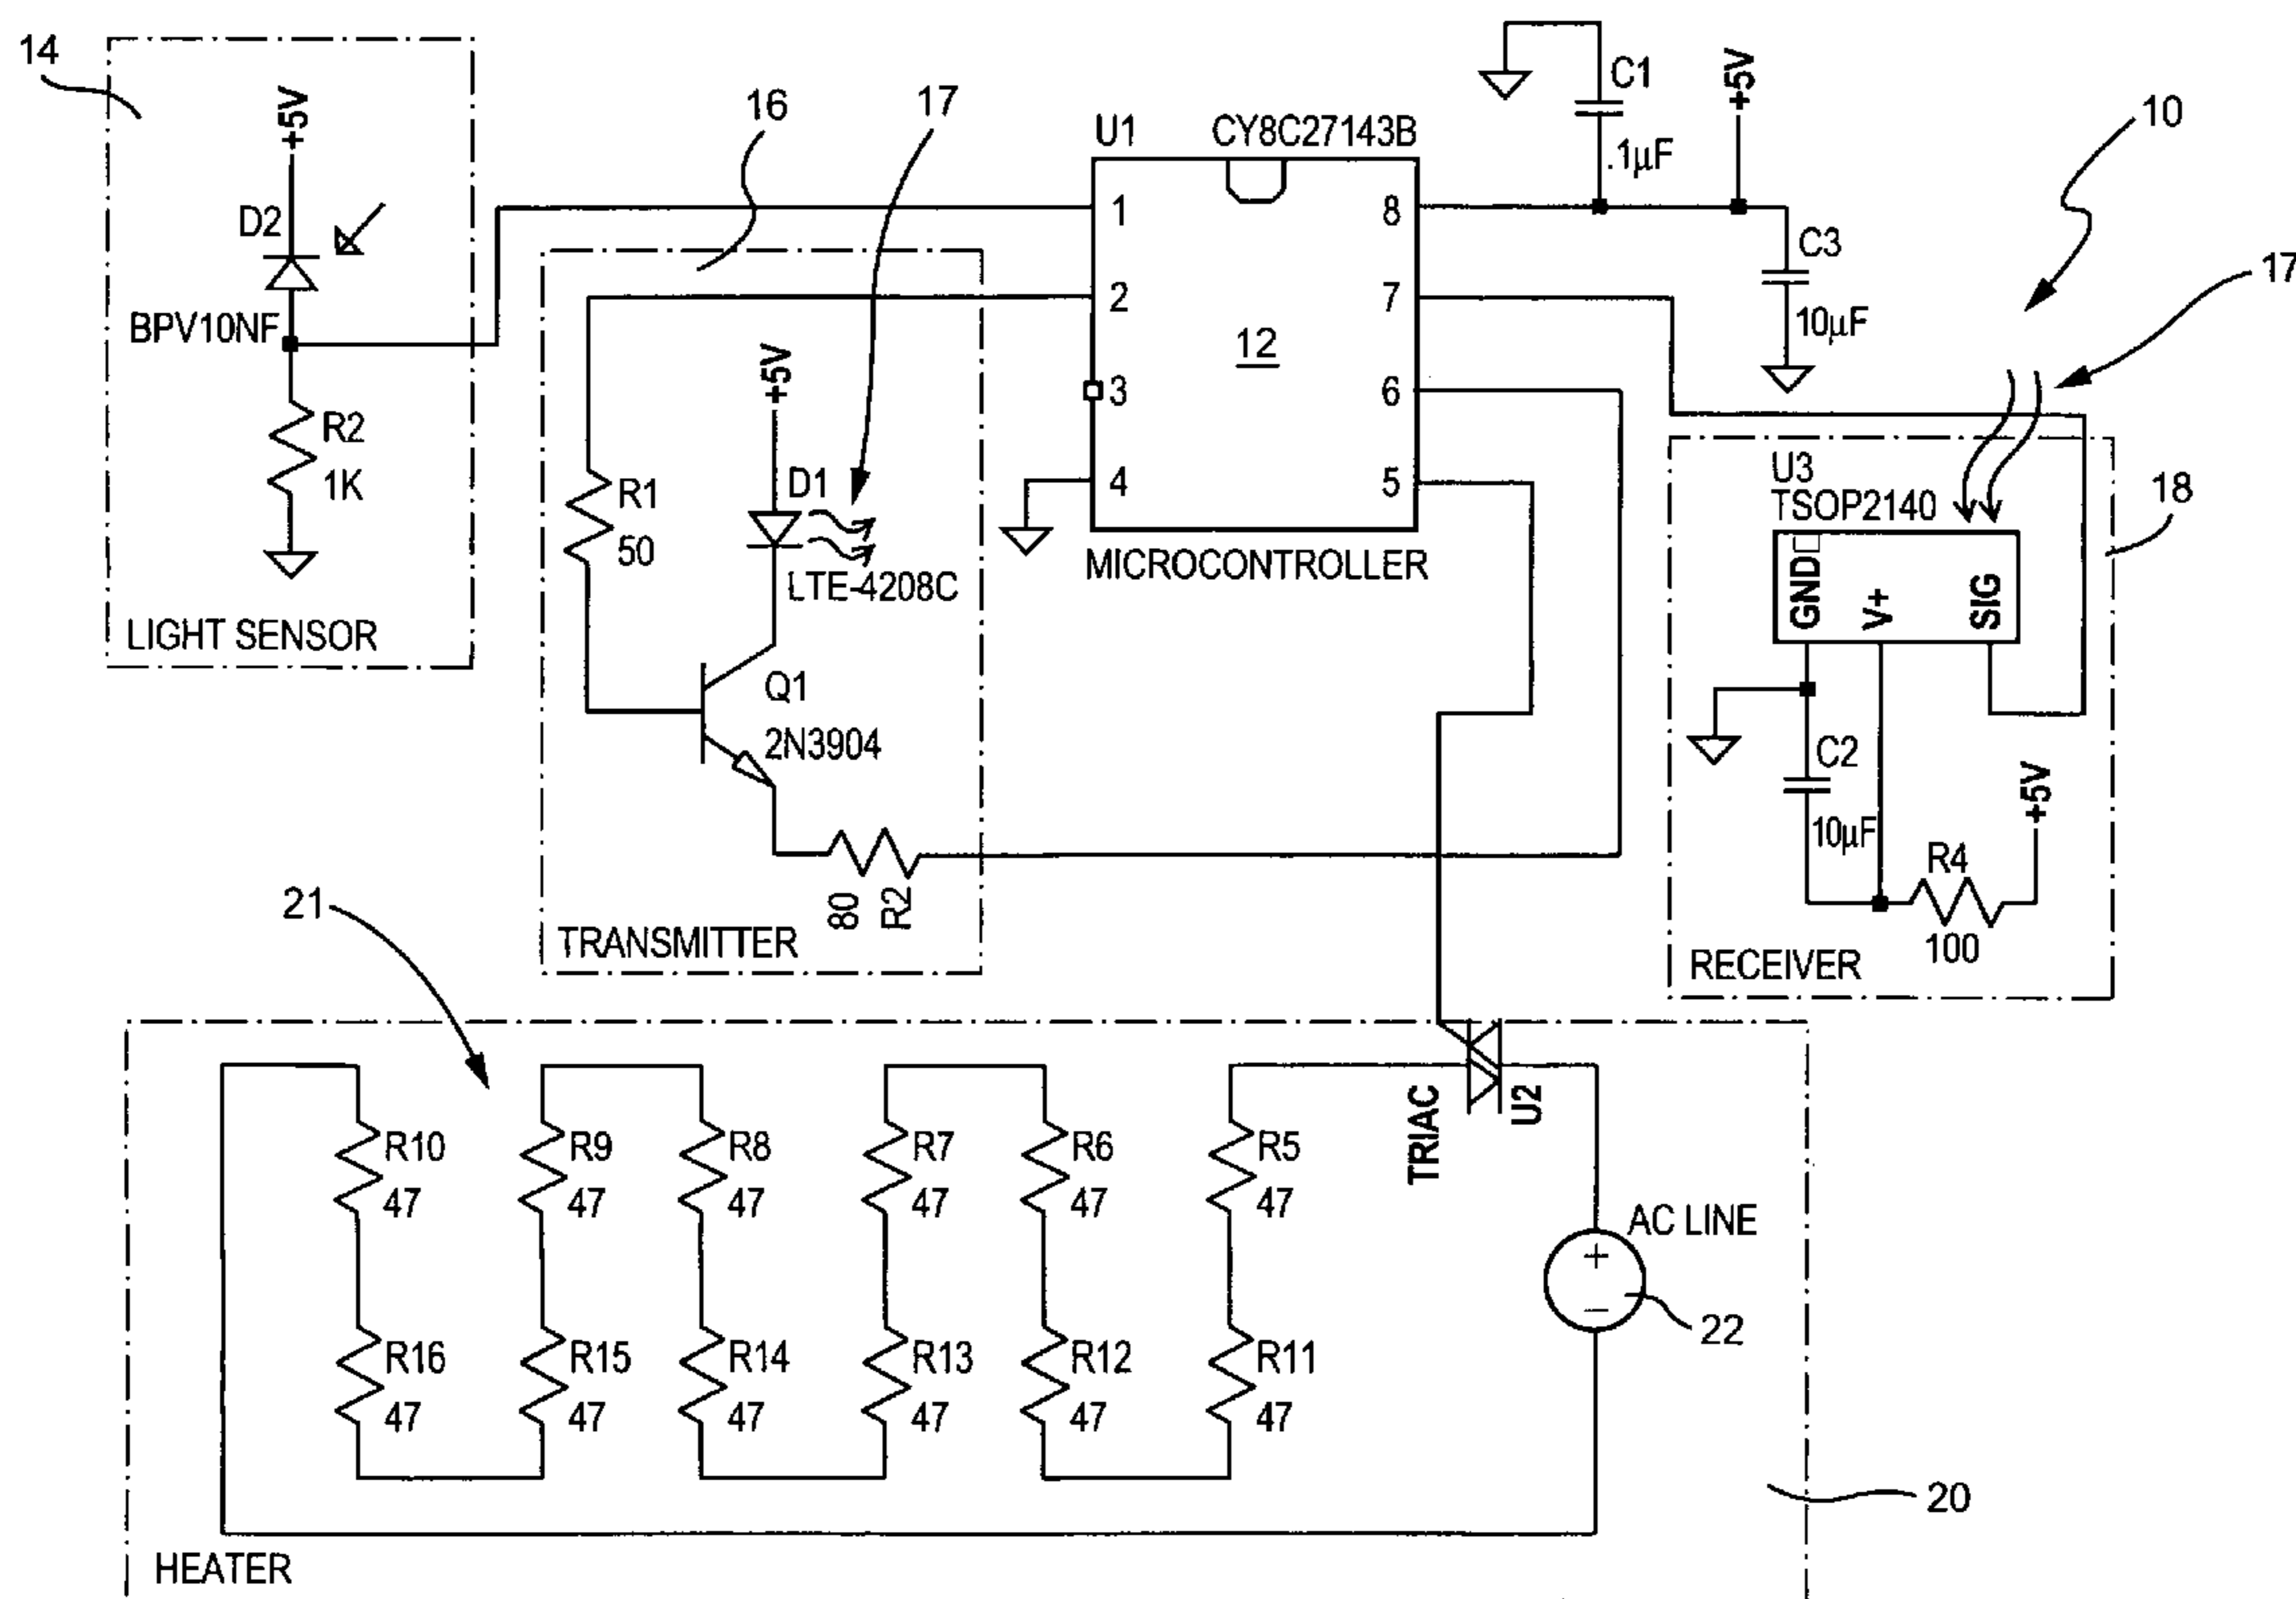 14
+5V
D2
BPV10NF
R2
1K
LIGHT SENSOR
16
17
+5V
D1
LTE-4208C
R1
50
Q1
2N3904
80
R2
TRANSMITTER
U1
CY8C27143B
1
2
3
4
8
7
6
5
12
MICROCONTROLLER
C1
.1µF
+5V
C3
10µF
10
17
U3
TSOP2140
18
GND
V+
SIG
C2
10µF
+5V
R4
100
RECEIVER
21
R10
47
R9
47
R8
47
R7
47
R6
47
R5
47
R16
47
R15
47
R14
47
R13
47
R12
47
R11
47
TRIAC
U2
AC LINE
+
−
22
20
HEATER